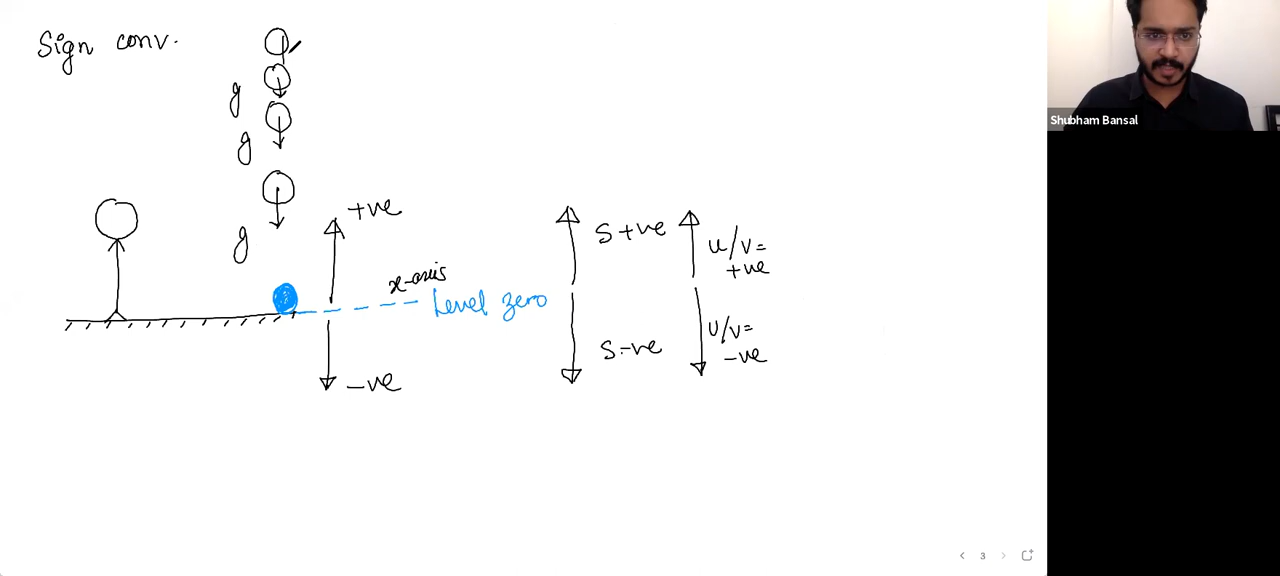 Sign conv.
g
g
g
+ve
x-axis
Level zero
-ve
S+ve
S-ve
u/v=
+ve
u/v=
-ve
Shubham Bansal
3